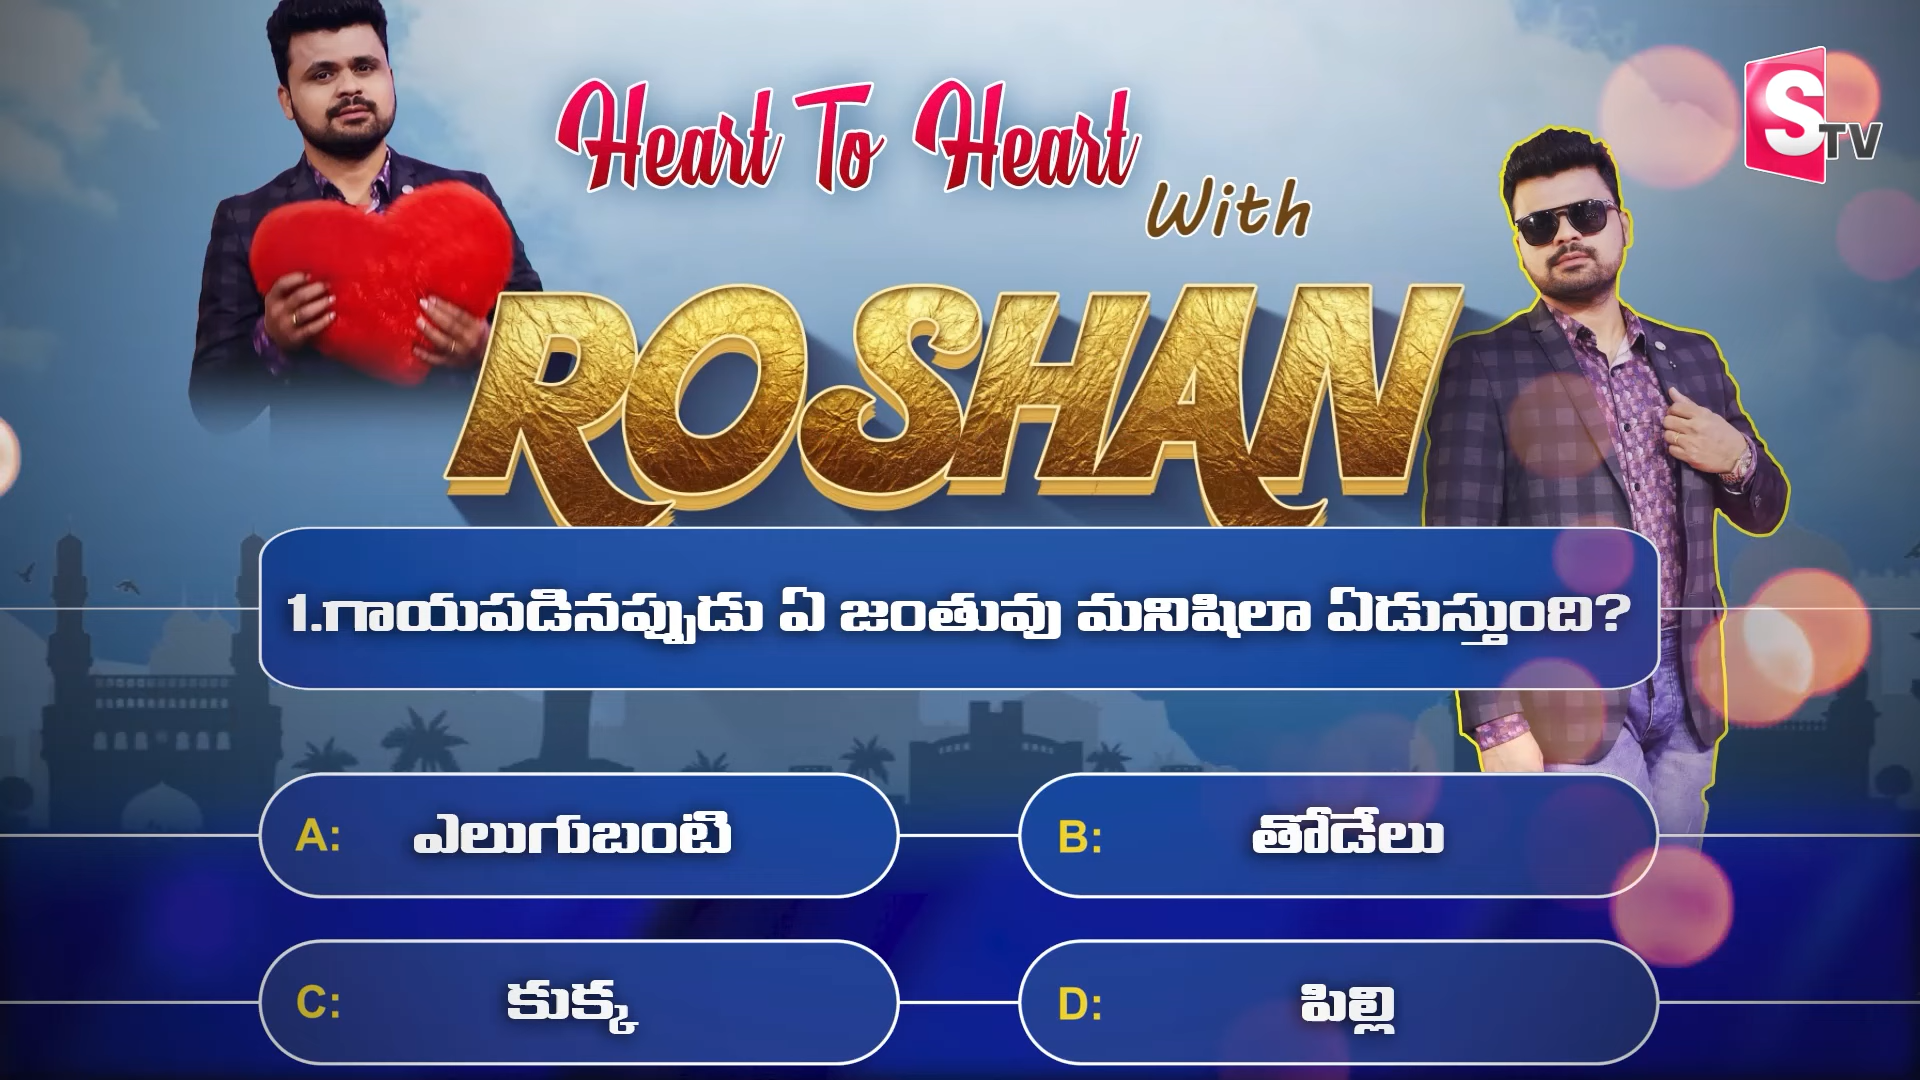 Heart To Heart
With
ROSHAN
STV
1.గాయపడినప్పుడు ఏ జంతువు మనిషిలా ఏడుస్తుంది?
A: ఎలుగుబంటి
B: తోడేలు
C: కుక్క
D: పిల్లి